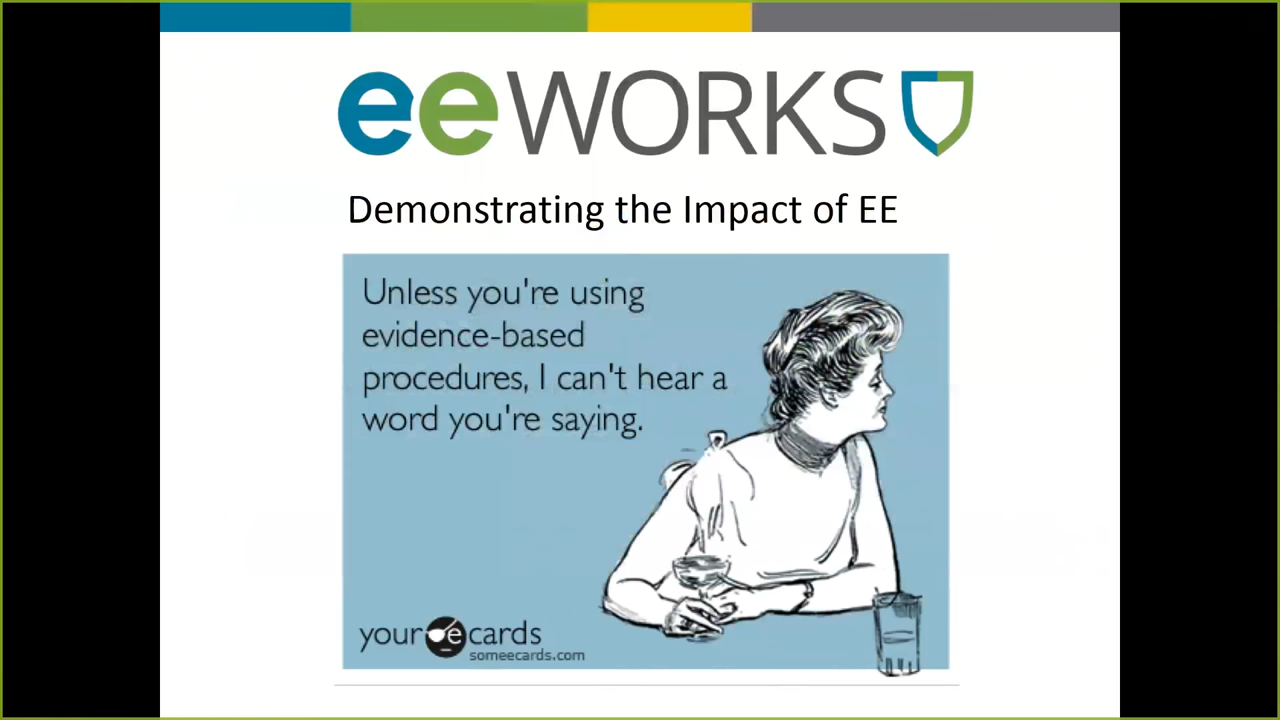 eeWORKS
Demonstrating the Impact of EE
Unless you're using
evidence-based
procedures, I can't hear a
word you're saying.
your e cards
someecards.com